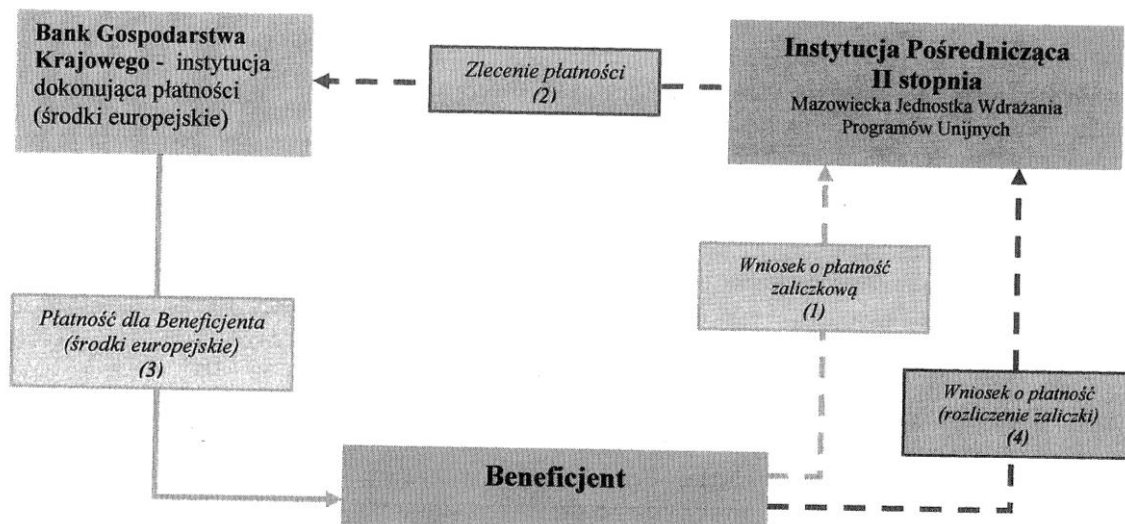 Bank Gospodarstwa
Krajowego - instytucja
dokonująca płatności
(środki europejskie)
Zlecenie płatności
(2)
Instytucja Pośrednicząca
II stopnia
Mazowiecka Jednostka Wdrażania
Programów Unijnych
Wniosek o płatność
zaliczkową
(1)
Płatność dla Beneficjenta
(środki europejskie)
(3)
Wniosek o płatność
(rozliczenie zaliczki)
(4)
Beneficjent